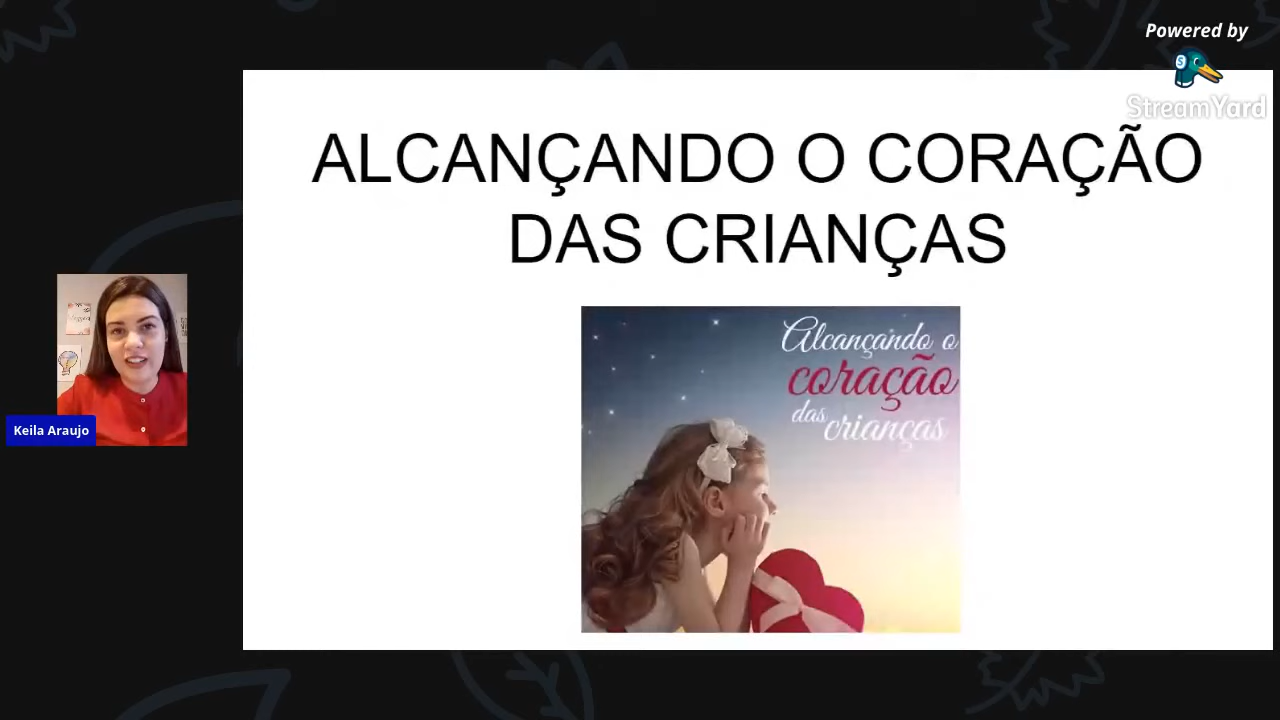 Powered by
StreamYard
ALCANÇANDO O CORAÇÃO
DAS CRIANÇAS
Alcançando o
coração
das crianças
Keila Araujo